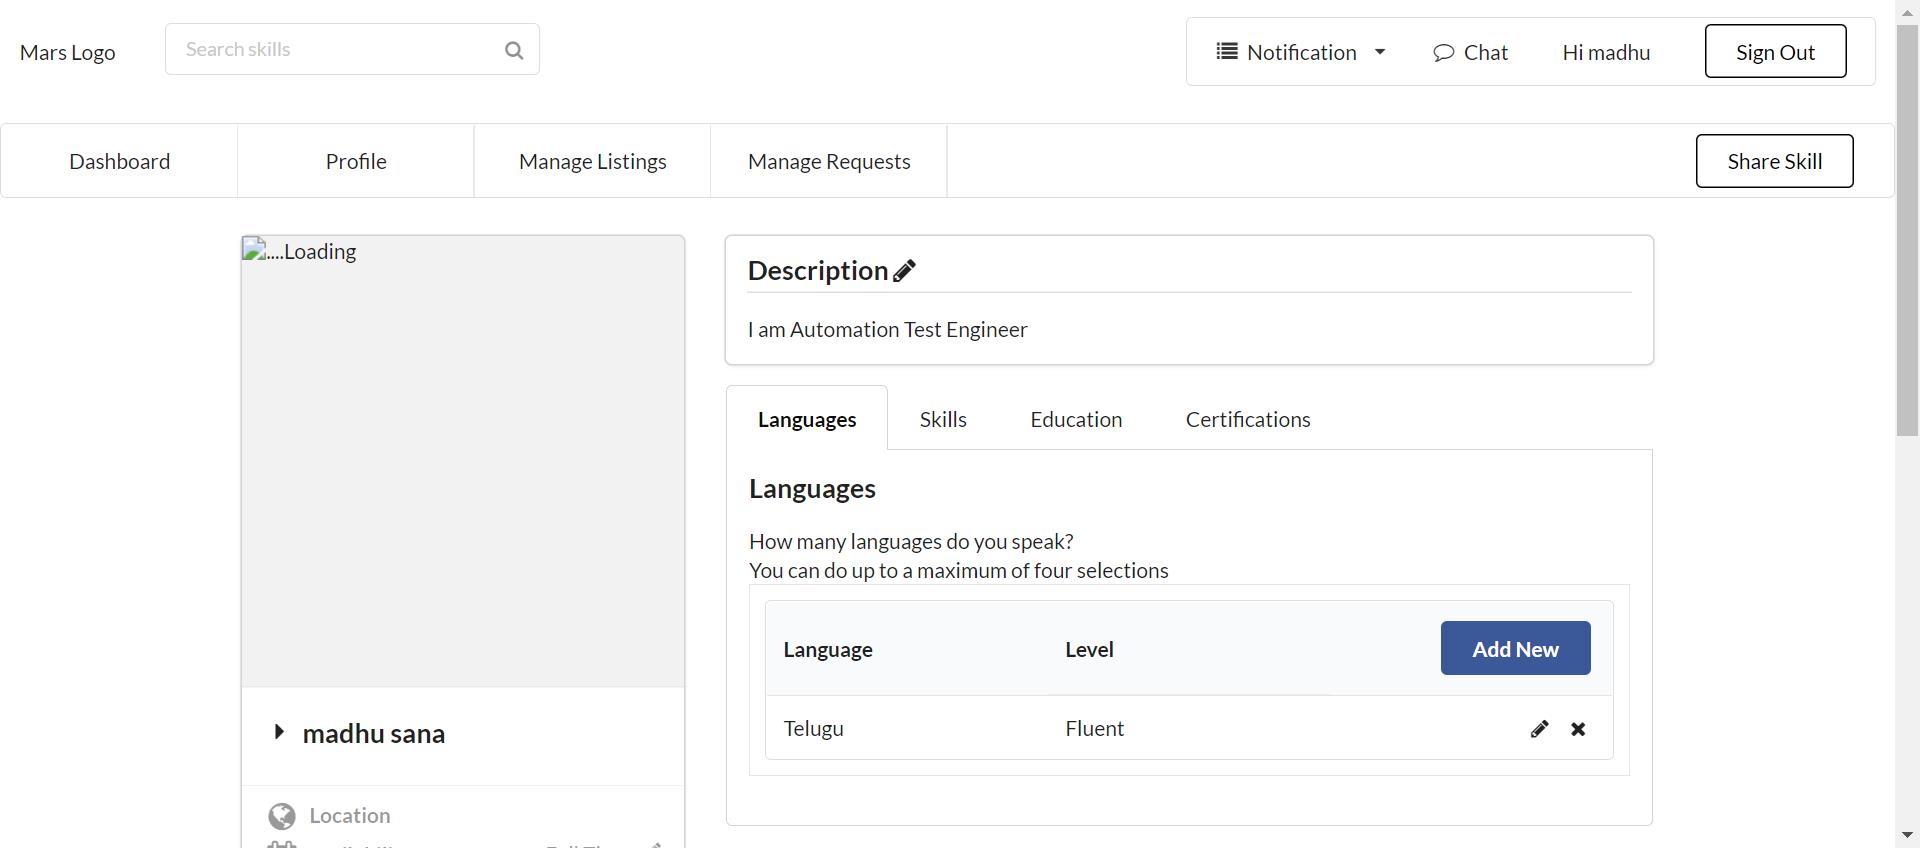 Mars Logo
Search skills
Notification
Chat
Hi madhu
Sign Out
Dashboard
Profile
Manage Listings
Manage Requests
Share Skill
....Loading
madhu sana
Location
Description
I am Automation Test Engineer
Languages
Skills
Education
Certifications
Languages
How many languages do you speak?
You can do up to a maximum of four selections
Language
Level
Add New
Telugu
Fluent